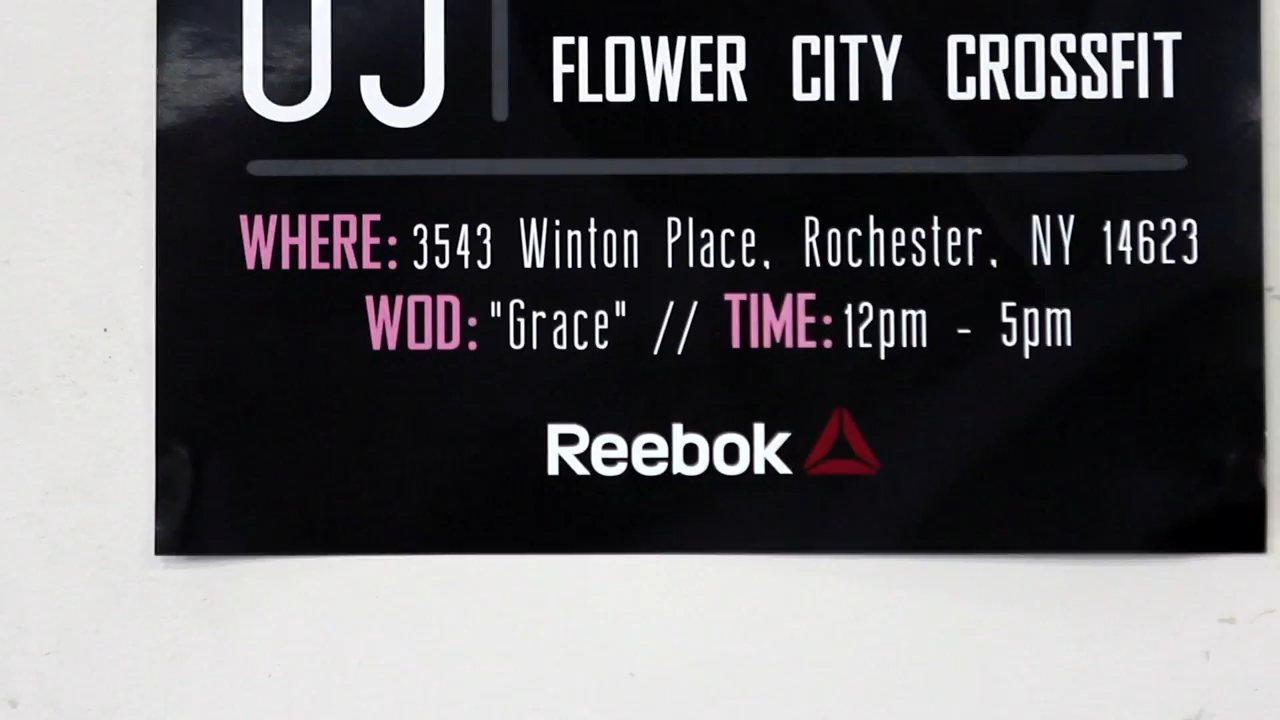 FLOWER CITY CROSSFIT
WHERE: 3543 Winton Place, Rochester, NY 14623
WOD: "Grace" // TIME: 12pm - 5pm
Reebok